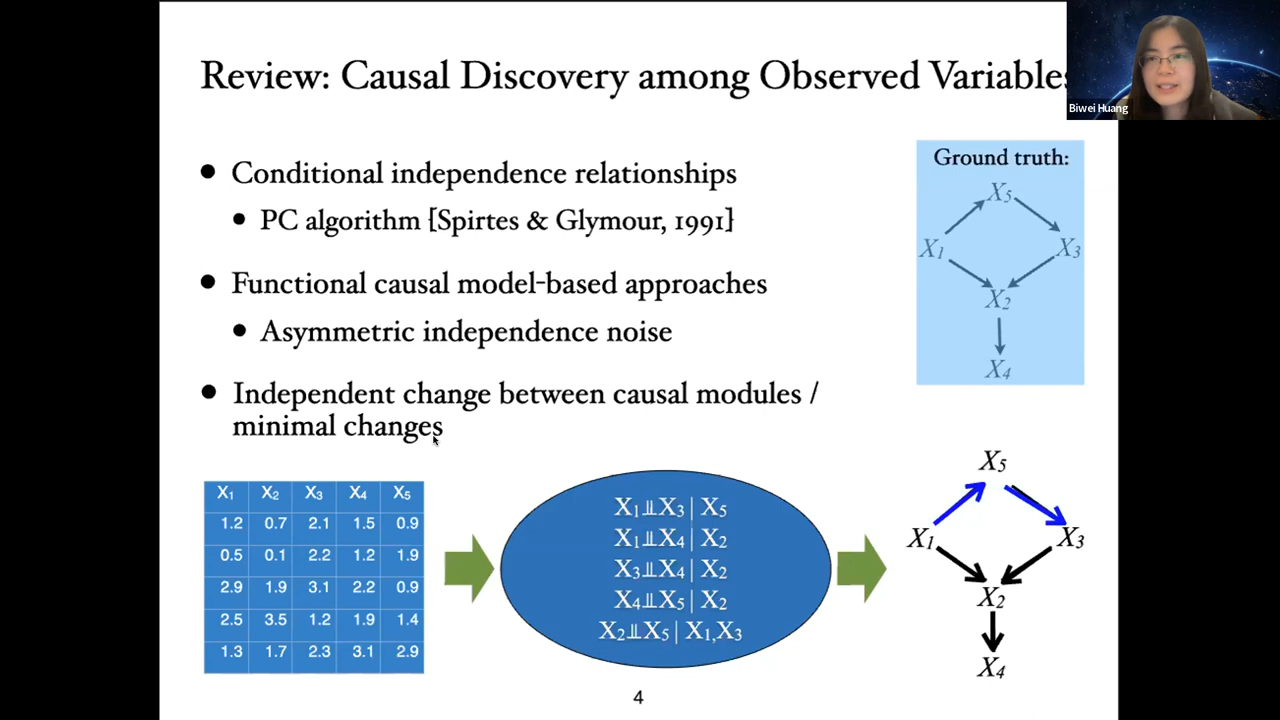 Review: Causal Discovery among Observed Variables
Biwei Huang
• Conditional independence relationships
• PC algorithm [Spirtes & Glymour, 1991]
• Functional causal model-based approaches
• Asymmetric independence noise
• Independent change between causal modules /
minimal changes
Ground truth:
X5
X1 X3
X2
X4
X1 X2 X3 X4 X5
1.2 0.7 2.1 1.5 0.9
0.5 0.1 2.2 1.2 1.9
2.9 1.9 3.1 2.2 0.9
2.5 3.5 1.2 1.9 1.4
1.3 1.7 2.3 3.1 2.9
X1⫫X3 | X5
X1⫫X4 | X2
X3⫫X4 | X2
X4⫫X5 | X2
X2⫫X5 | X1,X3
X5
X1 X3
X2
X4
4